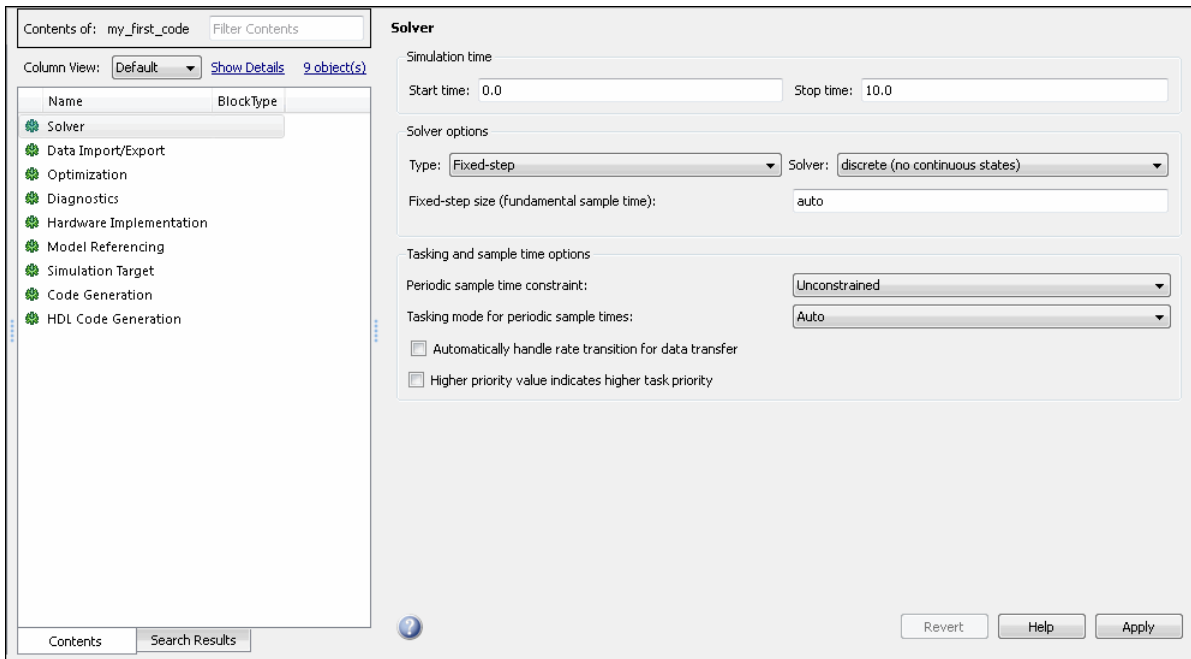 Contents of: my_first_code Filter Contents
Column View: Default Show Details 9 object(s)
Name BlockType
Solver
Data Import/Export
Optimization
Diagnostics
Hardware Implementation
Model Referencing
Simulation Target
Code Generation
HDL Code Generation
Contents Search Results
Solver
Simulation time
Start time: 0.0 Stop time: 10.0
Solver options
Type: Fixed-step Solver: discrete (no continuous states)
Fixed-step size (fundamental sample time): auto
Tasking and sample time options
Periodic sample time constraint: Unconstrained
Tasking mode for periodic sample times: Auto
Automatically handle rate transition for data transfer
Higher priority value indicates higher task priority
? Revert Help Apply